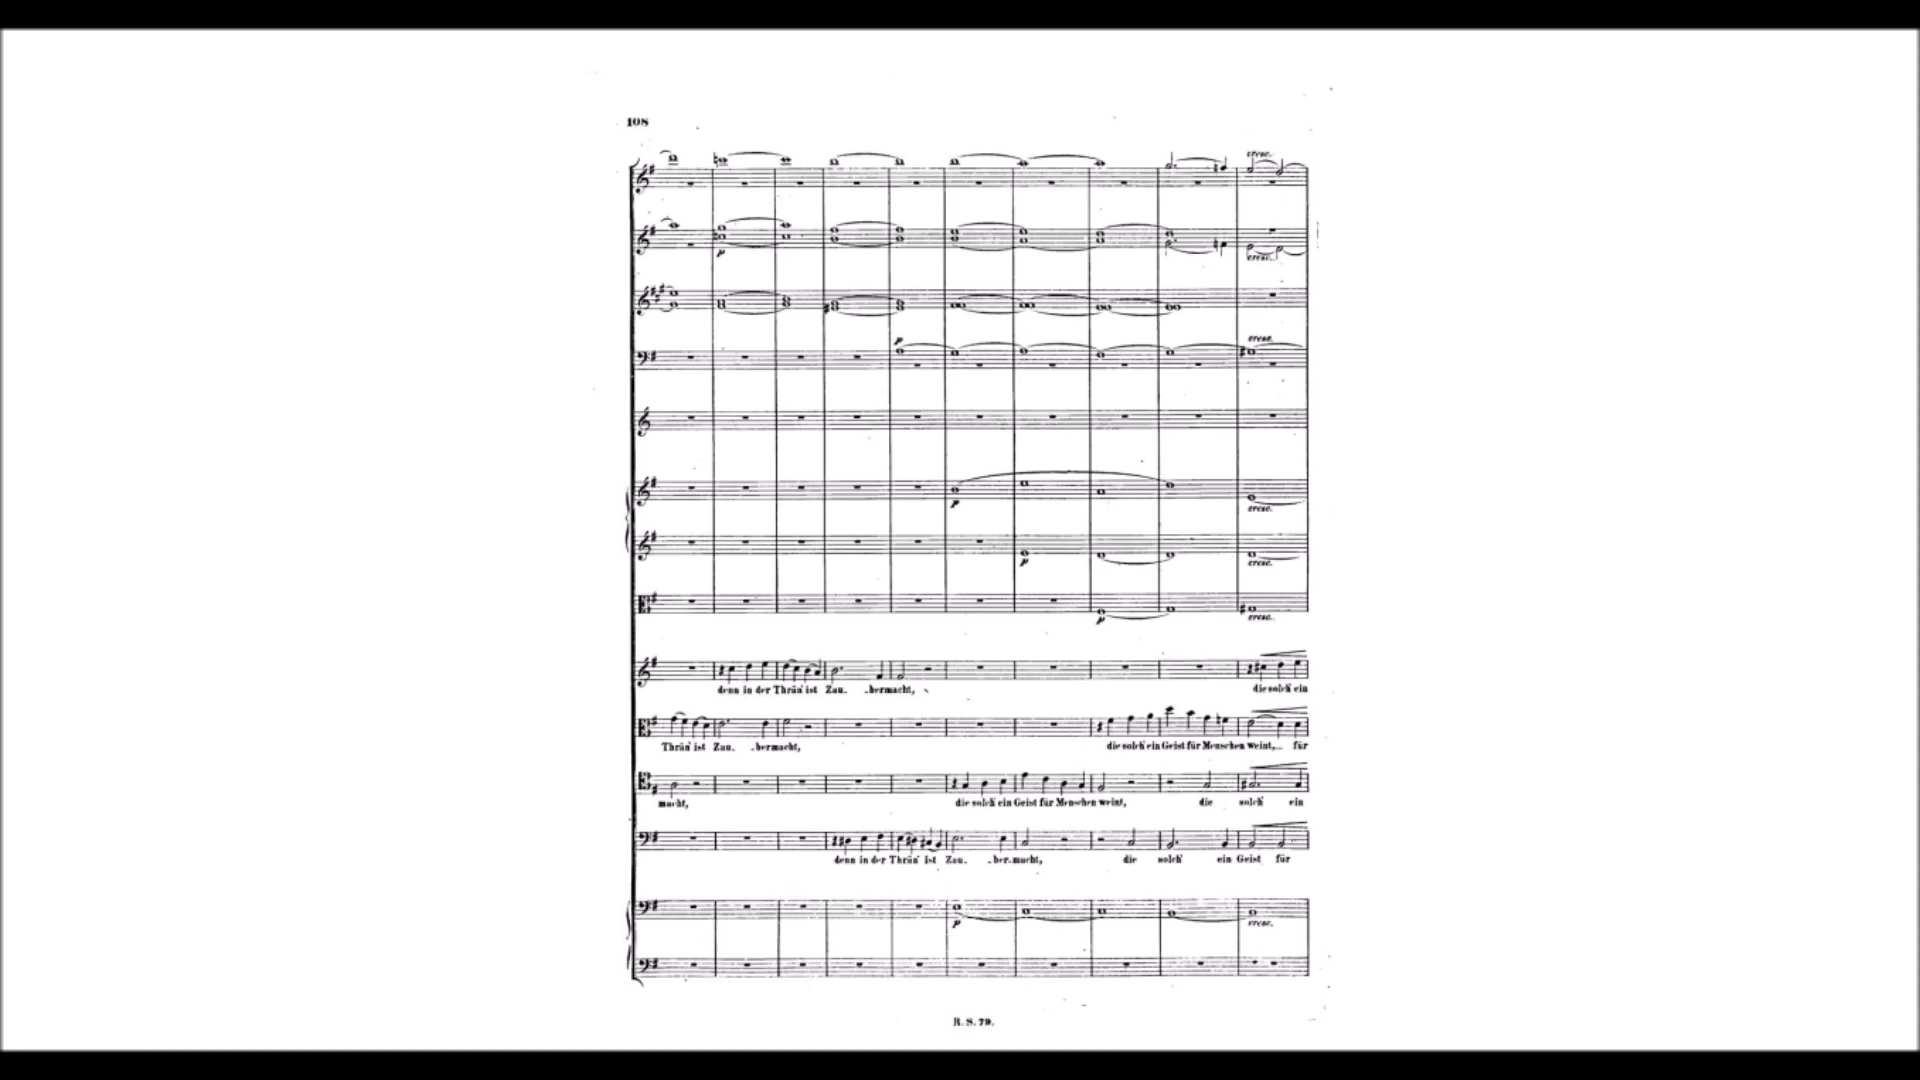 108
cresc.
p
cresc.
p cresc.
p cresc.
p cresc.
p cresc.
denn in der Thrän' ist Zau- -bermacht, die solch' ein
Thrän' ist Zau- -bermacht, die solch' ein Geist für Menschen weint, für
macht, die solch' ein Geist für Menschen weint, die solch' ein
denn in der Thrän' ist Zau- -ber-macht, die solch' ein Geist für
p cresc.
R. S. 79.